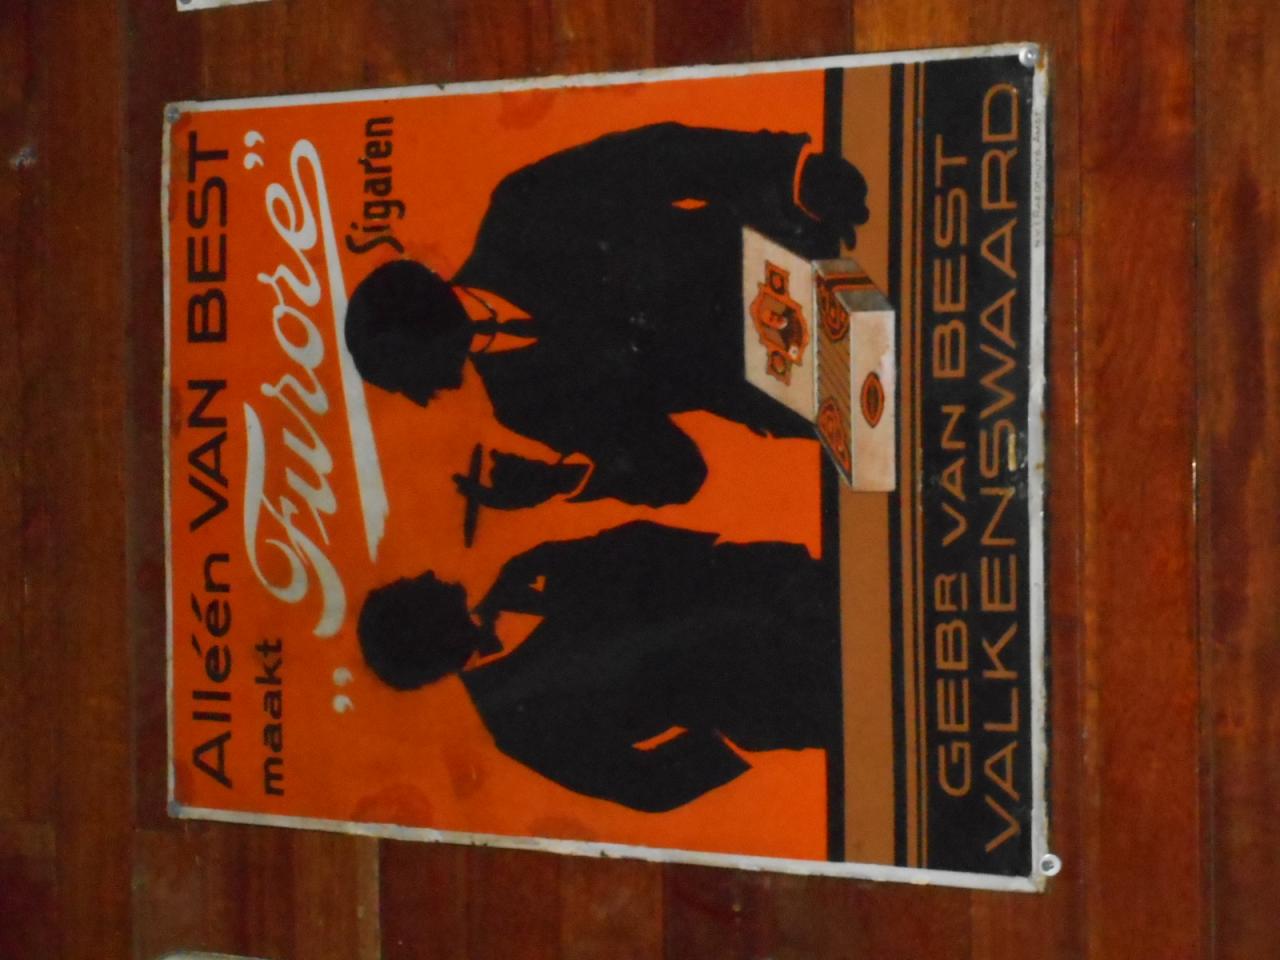 Alléén VAN BEST
maakt „Furore”
Sigaren
GEBR VAN BEST
VALKENSWAARD